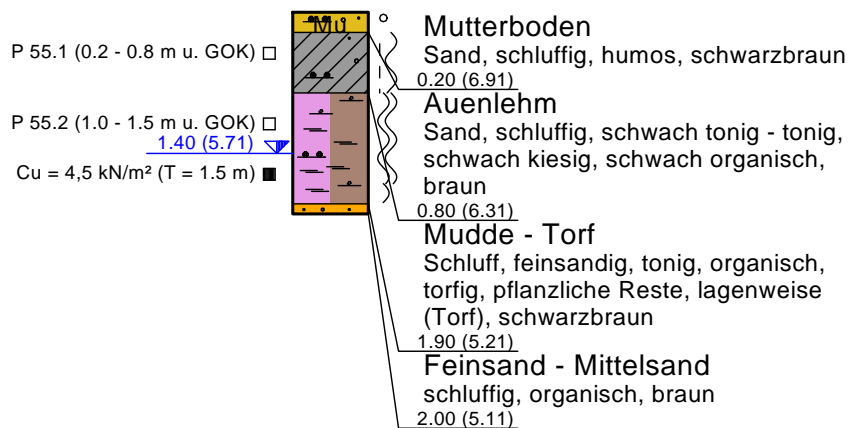 Mu
P 55.1 (0.2 - 0.8 m u. GOK)
P 55.2 (1.0 - 1.5 m u. GOK)
1.40 (5.71)
Cu = 4,5 kN/m² (T = 1.5 m)
Mutterboden
Sand, schluffig, humos, schwarzbraun
0.20 (6.91)
Auenlehm
Sand, schluffig, schwach tonig - tonig,
schwach kiesig, schwach organisch,
braun
0.80 (6.31)
Mudde - Torf
Schluff, feinsandig, tonig, organisch,
torfig, pflanzliche Reste, lagenweise
(Torf), schwarzbraun
1.90 (5.21)
Feinsand - Mittelsand
schluffig, organisch, braun
2.00 (5.11)